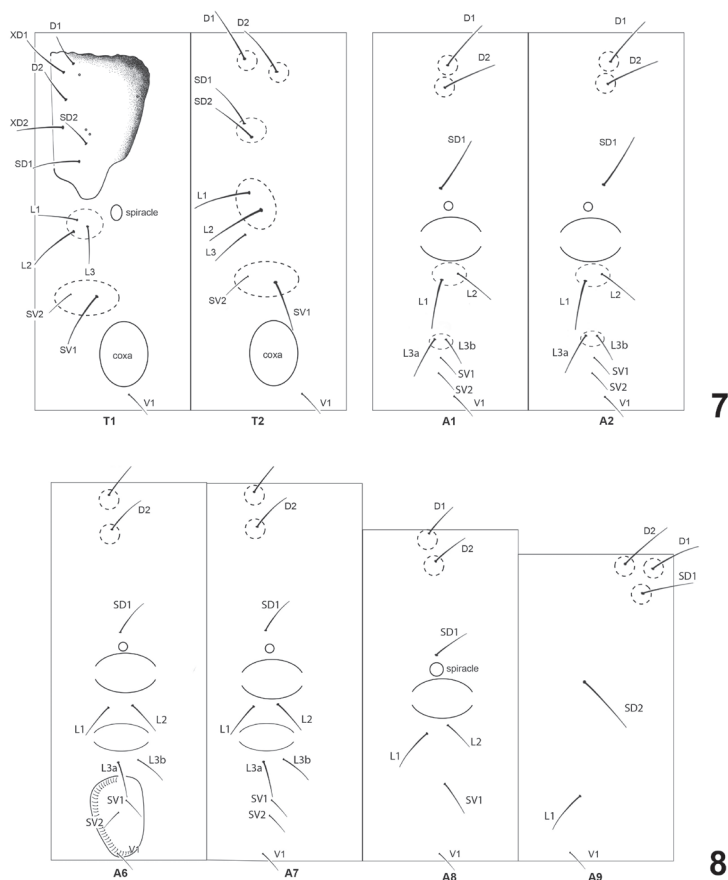 XD1
D1
D2
XD2
SD2
SD1
L1
spiracle
L2
L3
SV2
SV1
coxa
V1
T1
D1
D2
SD1
SD2
L1
L2
L3
SV2
SV1
coxa
V1
T2
D1
D2
SD1
L1
L2
L3a
L3b
SV1
SV2
V1
A1
D1
D2
SD1
L1
L2
L3a
L3b
SV1
SV2
V1
A2
7
D2
SD1
L1
L2
L3a
L3b
SV1
SV2
V1
A6
D2
SD1
L1
L2
L3a
L3b
SV1
SV2
V1
A7
D1
D2
SD1
spiracle
L1
L2
SV1
V1
A8
D2
D1
SD1
SD2
L1
V1
A9
8